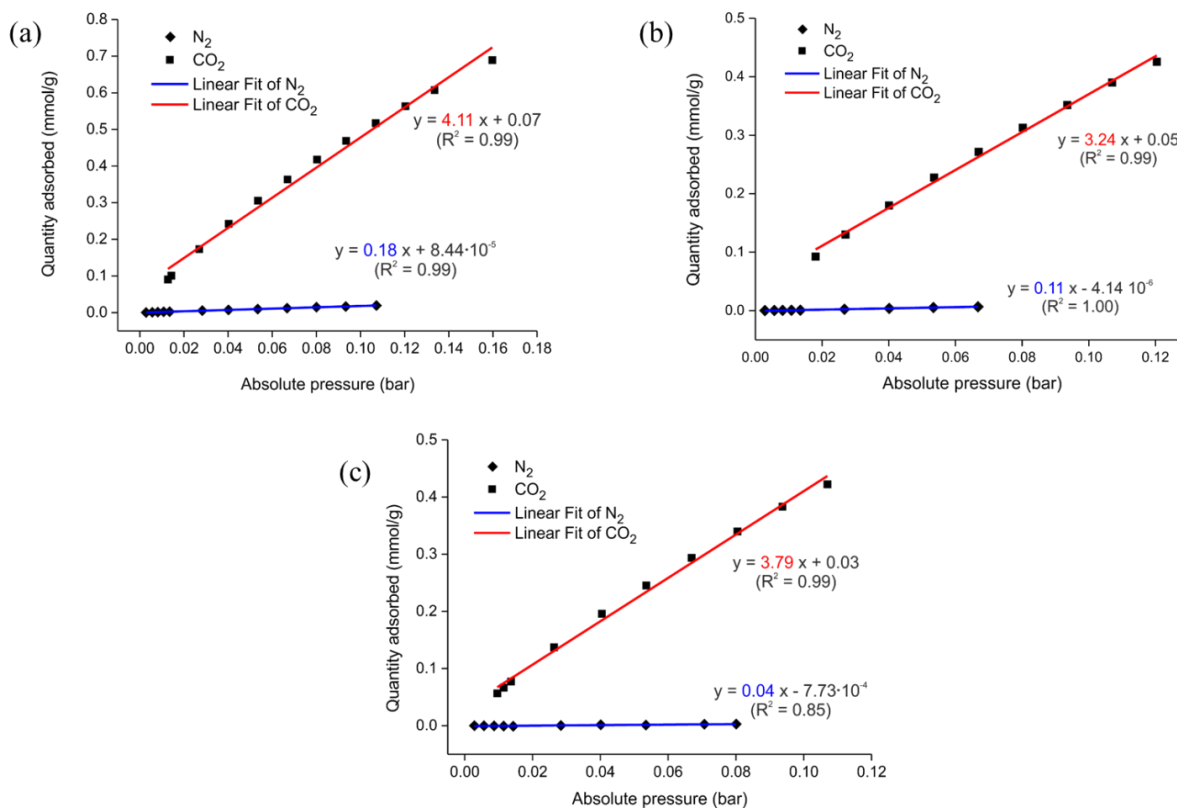 (a)
N₂
CO₂
Linear Fit of N₂
Linear Fit of CO₂
y = 4.11 x + 0.07
(R² = 0.99)
y = 0.18 x + 8.44·10⁻⁵
(R² = 0.99)
Quantity adsorbed (mmol/g)
0.8
0.7
0.6
0.5
0.4
0.3
0.2
0.1
0.0
0.00 0.02 0.04 0.06 0.08 0.10 0.12 0.14 0.16 0.18
Absolute pressure (bar)
(b)
N₂
CO₂
Linear Fit of N₂
Linear Fit of CO₂
y = 3.24 x + 0.05
(R² = 0.99)
y = 0.11 x - 4.14 10⁻⁶
(R² = 1.00)
Quantity adsorbed (mmol/g)
0.5
0.4
0.3
0.2
0.1
0.0
0.00 0.02 0.04 0.06 0.08 0.10 0.12
Absolute pressure (bar)
(c)
N₂
CO₂
Linear Fit of N₂
Linear Fit of CO₂
y = 3.79 x + 0.03
(R² = 0.99)
y = 0.04 x - 7.73·10⁻⁴
(R² = 0.85)
Quantity adsorbed (mmol/g)
0.5
0.4
0.3
0.2
0.1
0.0
0.00 0.02 0.04 0.06 0.08 0.10 0.12
Absolute pressure (bar)